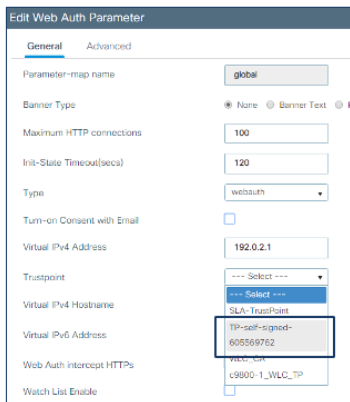 Edit Web Auth Parameter
General Advanced
Parameter-map name global
Banner Type None Banner Text
Maximum HTTP connections 100
Init-State Timeout(secs) 120
Type webauth
Turn-on Consent with Email
Virtual IPv4 Address 192.0.2.1
Trustpoint --- Select ---
--- Select ---
SLA-TrustPoint
Virtual IPv4 Hostname
TP-self-signed-
605569762
Virtual IPv6 Address
WLC_CA
Web Auth intercept HTTPs
c9800-1_WLC_TP
Watch List Enable